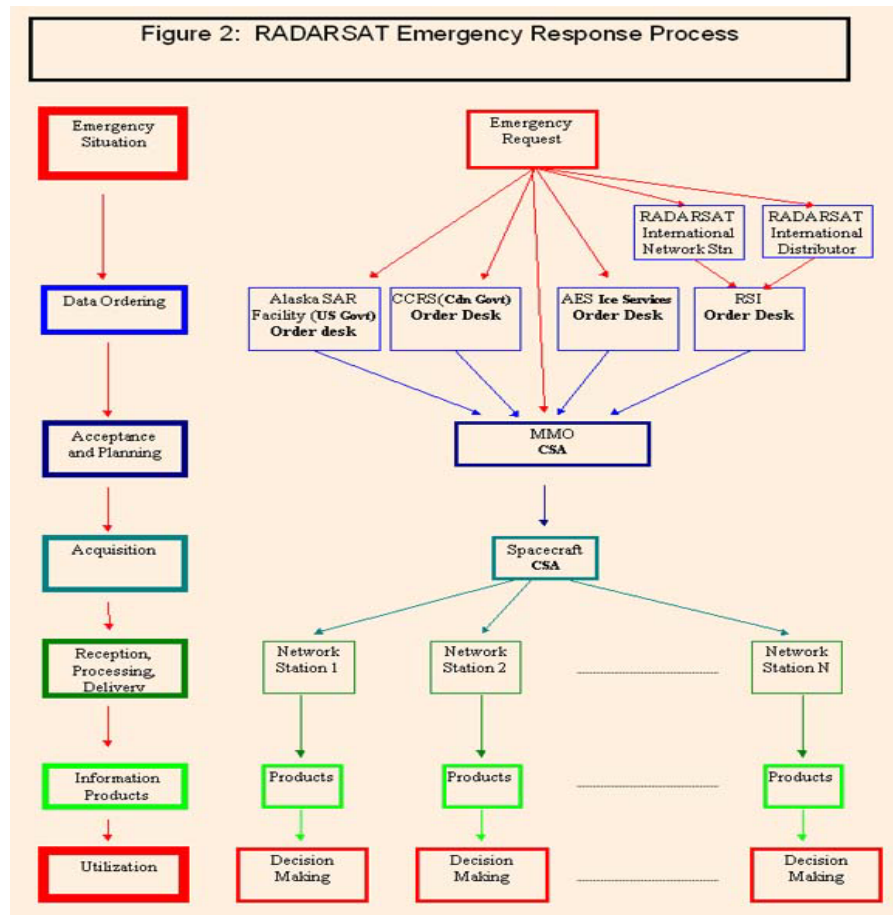 Figure 2: RADARSAT Emergency Response Process
Emergency
Situation
Emergency
Request
RADARSAT
International
Network Stn
RADARSAT
International
Distributor
Data Ordering
Alaska SAR
Facility (US Govt)
Order desk
CCRS(Cdn Govt)
Order Desk
AES Ice Services
Order Desk
RSI
Order Desk
Acceptance
and Planning
MMO
CSA
Acquisition
Spacecraft
CSA
Reception,
Processing,
Delivery
Network
Station 1
Network
Station 2
Network
Station N
Information
Products
Products
Products
Products
Utilization
Decision
Making
Decision
Making
Decision
Making